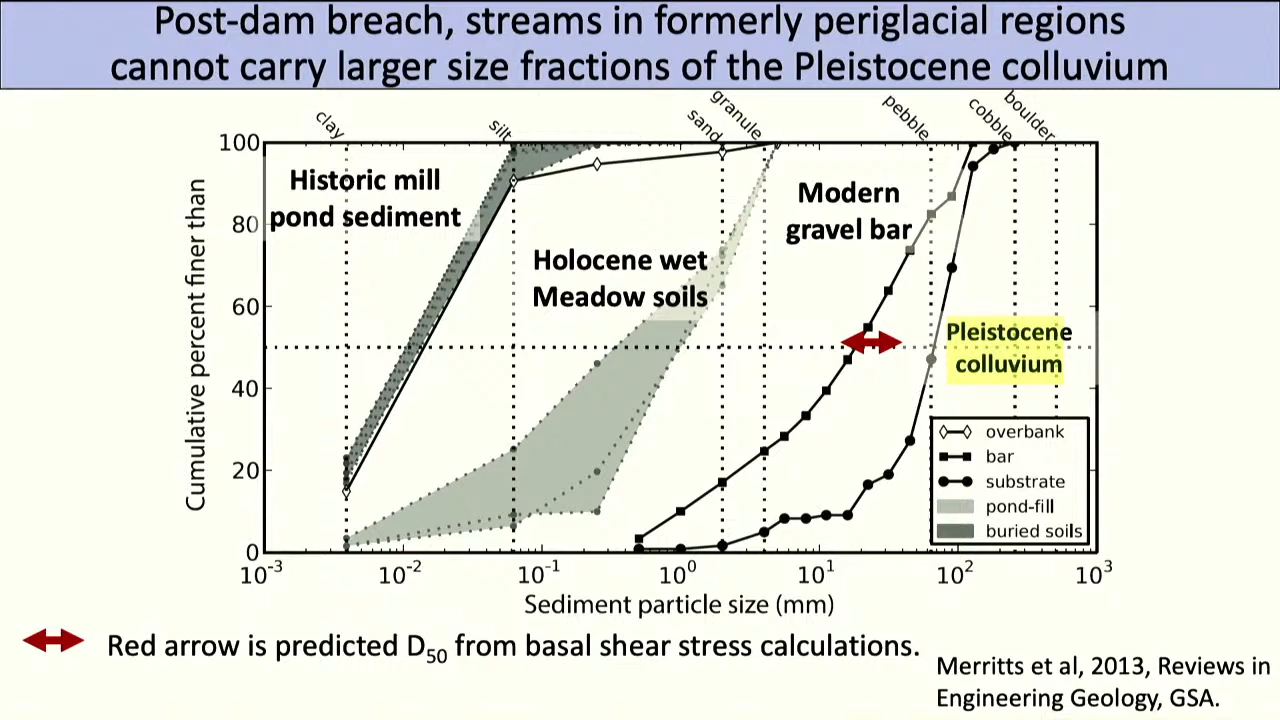 Post-dam breach, streams in formerly periglacial regions
cannot carry larger size fractions of the Pleistocene colluvium
clay
silt
sand
granule
pebble
cobble
boulder
Cumulative percent finer than
100
80
60
40
20
0
Historic mill
pond sediment
Holocene wet
Meadow soils
Modern
gravel bar
Pleistocene
colluvium
overbank
bar
substrate
pond-fill
buried soils
10-3
10-2
10-1
100
101
102
103
Sediment particle size (mm)
Red arrow is predicted D50 from basal shear stress calculations.
Merritts et al, 2013, Reviews in
Engineering Geology, GSA.